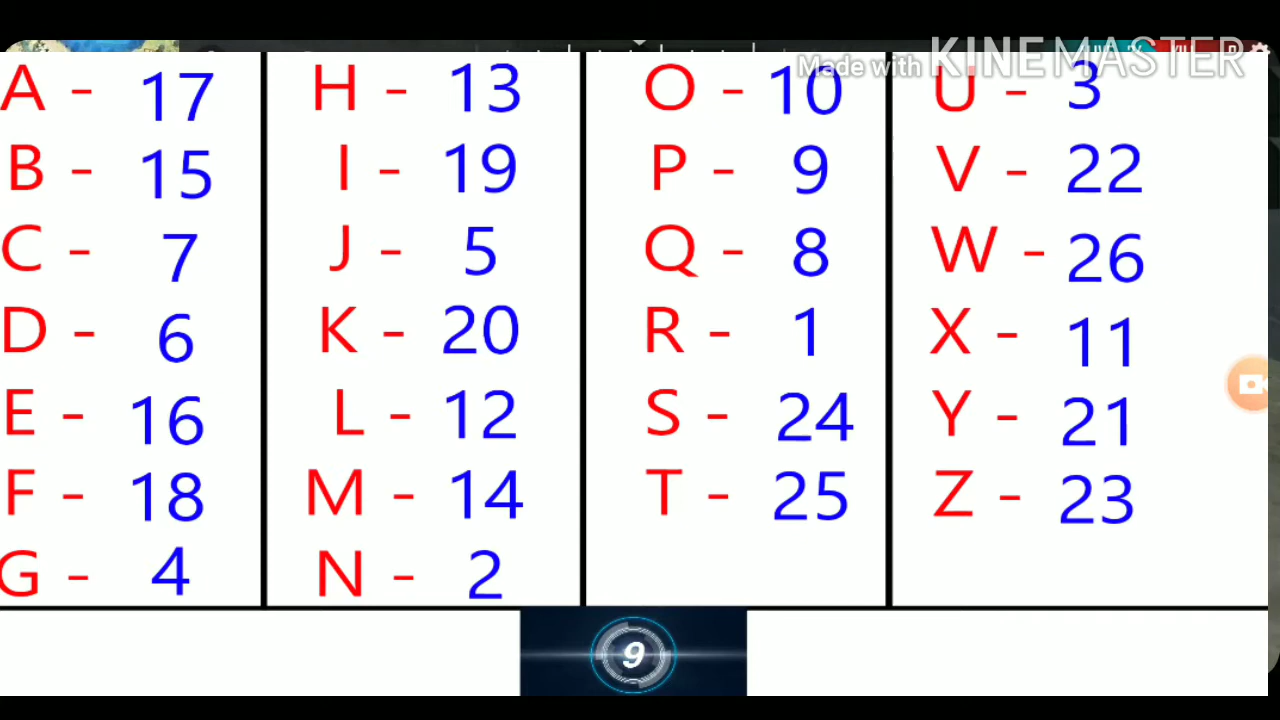 Made with KINEMASTER
A - 17
B - 15
C - 7
D - 6
E - 16
F - 18
G - 4
H - 13
I - 19
J - 5
K - 20
L - 12
M - 14
N - 2
O - 10
P - 9
Q - 8
R - 1
S - 24
T - 25
U - 3
V - 22
W - 26
X - 11
Y - 21
Z - 23
9